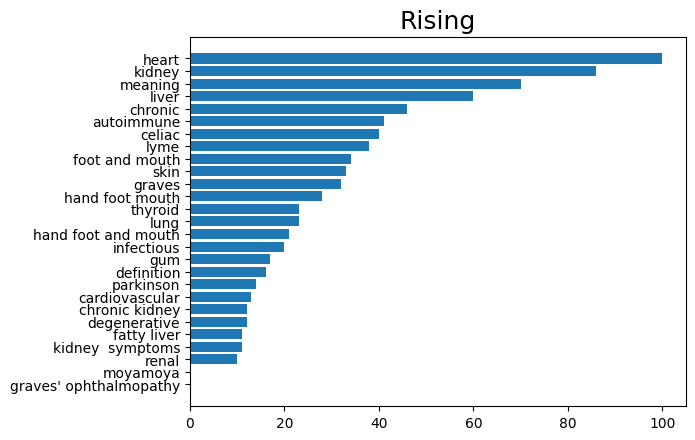 Rising
heart
kidney
meaning
liver
chronic
autoimmune
celiac
lyme
foot and mouth
skin
graves
hand foot mouth
thyroid
lung
hand foot and mouth
infectious
gum
definition
parkinson
cardiovascular
chronic kidney
degenerative
fatty liver
kidney  symptoms
renal
moyamoya
graves' ophthalmopathy
0 20 40 60 80 100